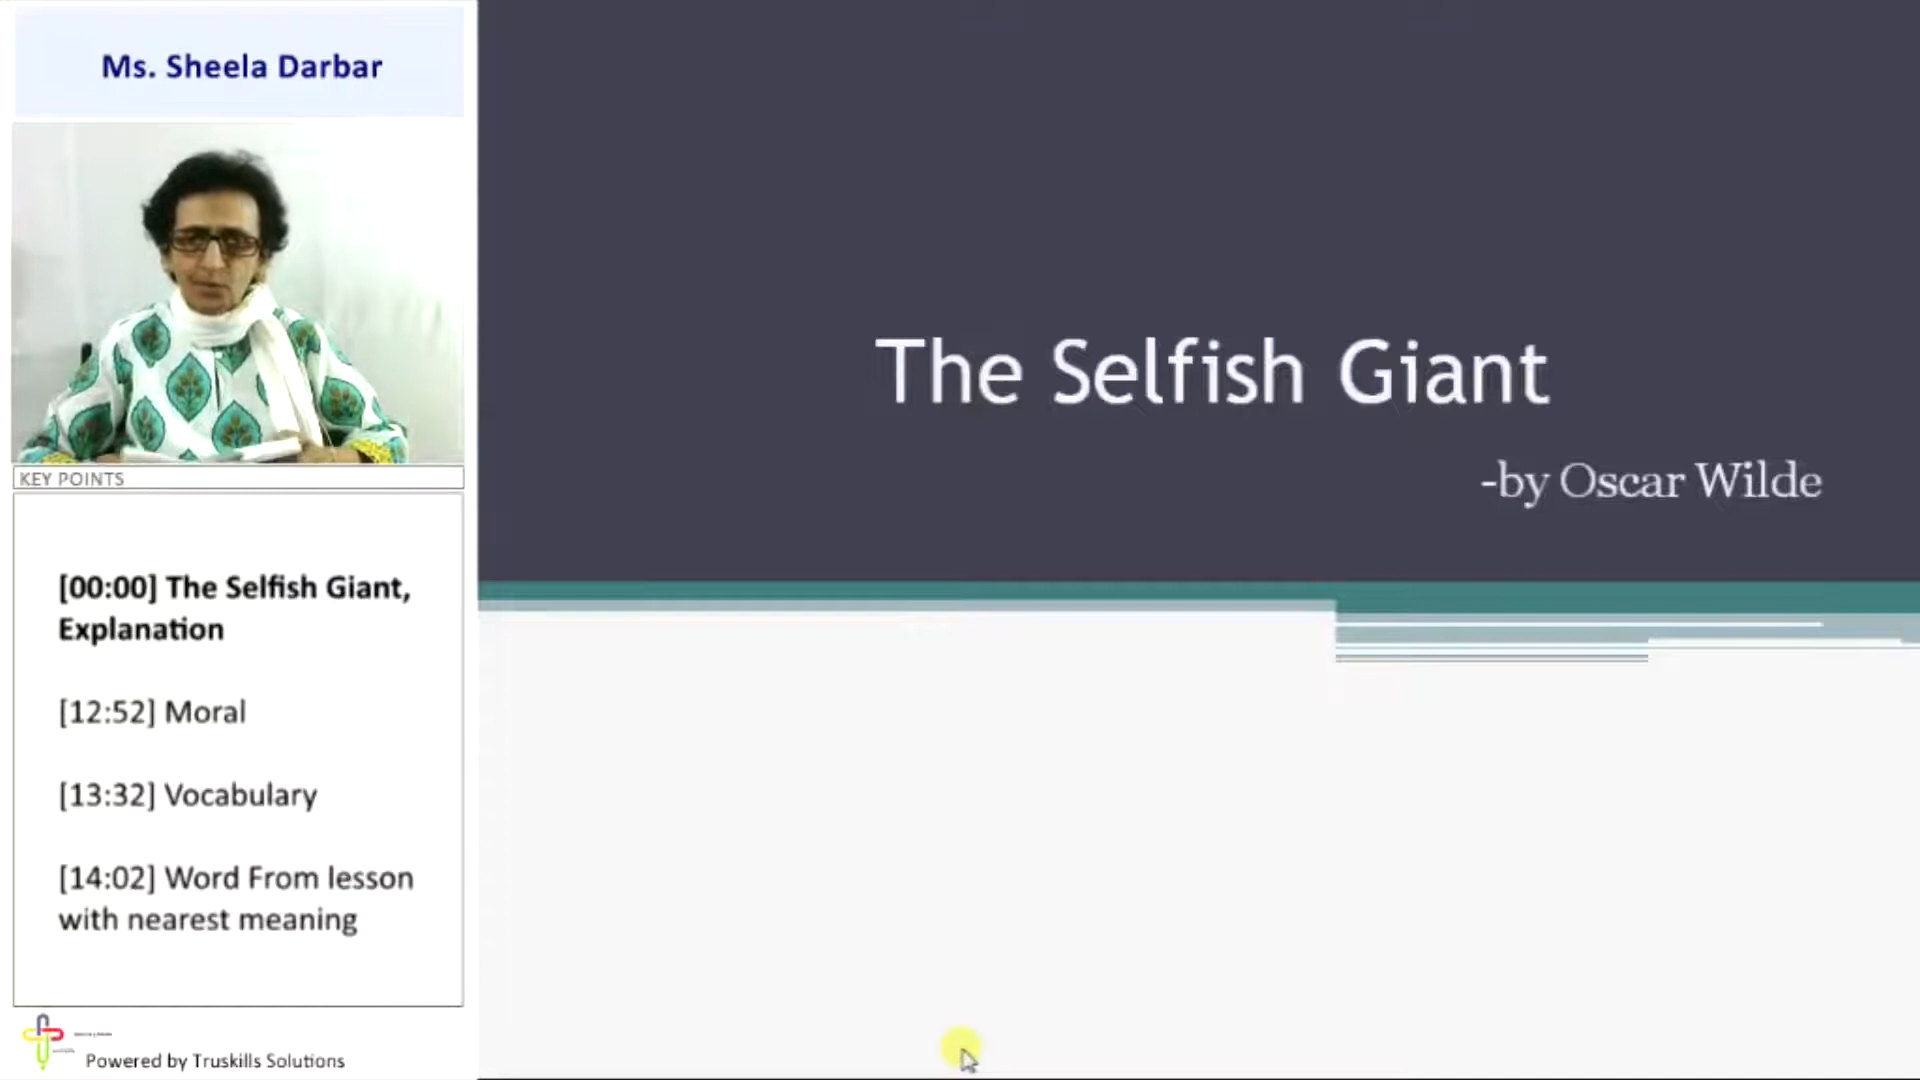 Ms. Sheela Darbar
KEY POINTS
[00:00] The Selfish Giant,
Explanation
[12:52] Moral
[13:32] Vocabulary
[14:02] Word From lesson
with nearest meaning
Powered by Truskills Solutions
The Selfish Giant
-by Oscar Wilde